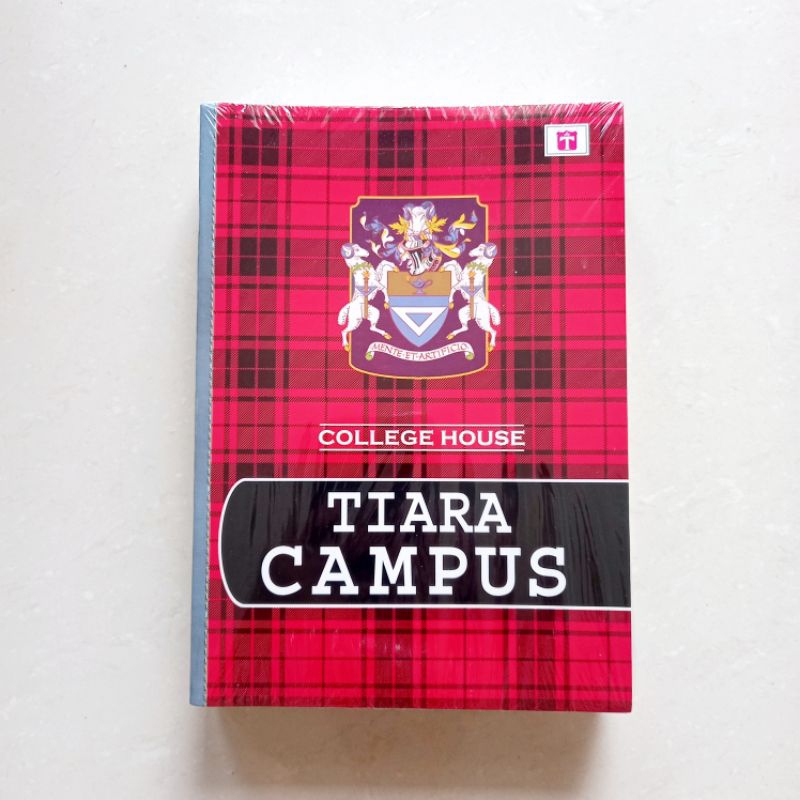 T
MENTE·ET·ARTIFICIO
COLLEGE HOUSE
TIARA
CAMPUS